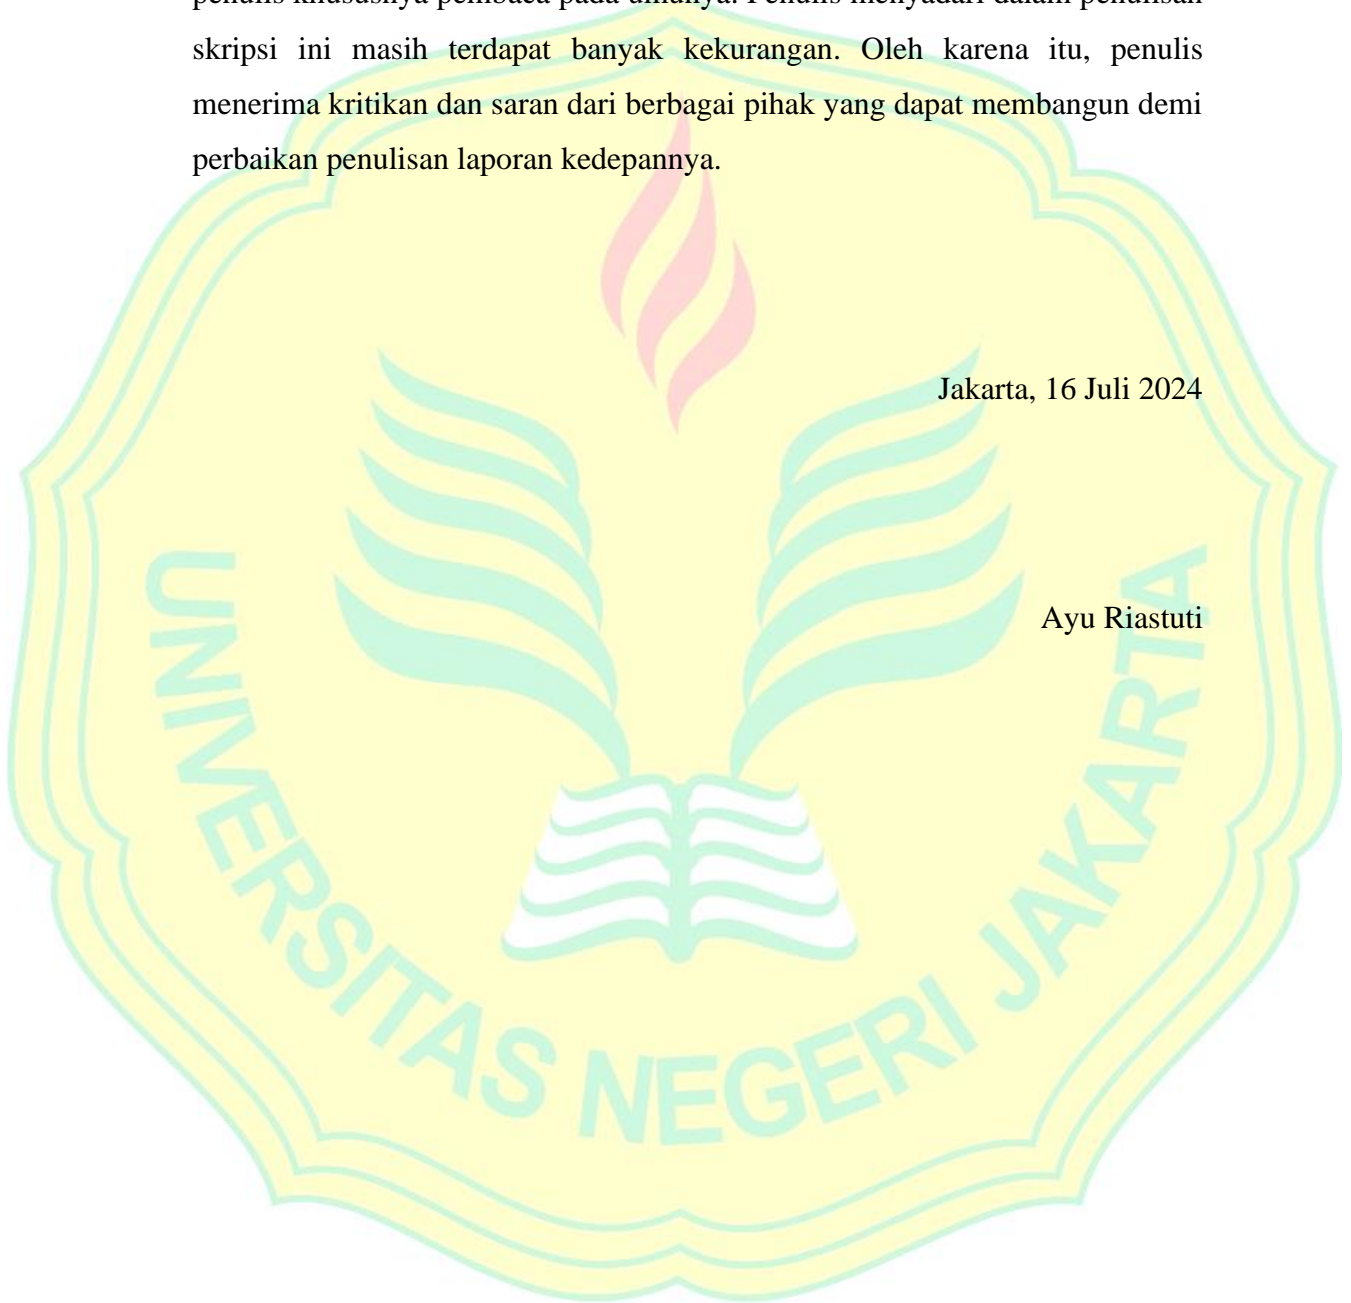 penulis khususnya pembaca pada umunya. Penulis menyadari dalam penulisan
skripsi ini masih terdapat banyak kekurangan. Oleh karena itu, penulis
menerima kritikan dan saran dari berbagai pihak yang dapat membangun demi
perbaikan penulisan laporan kedepannya.
Jakarta, 16 Juli 2024
Ayu Riastuti
UNIVERSITAS NEGERI JAKARTA